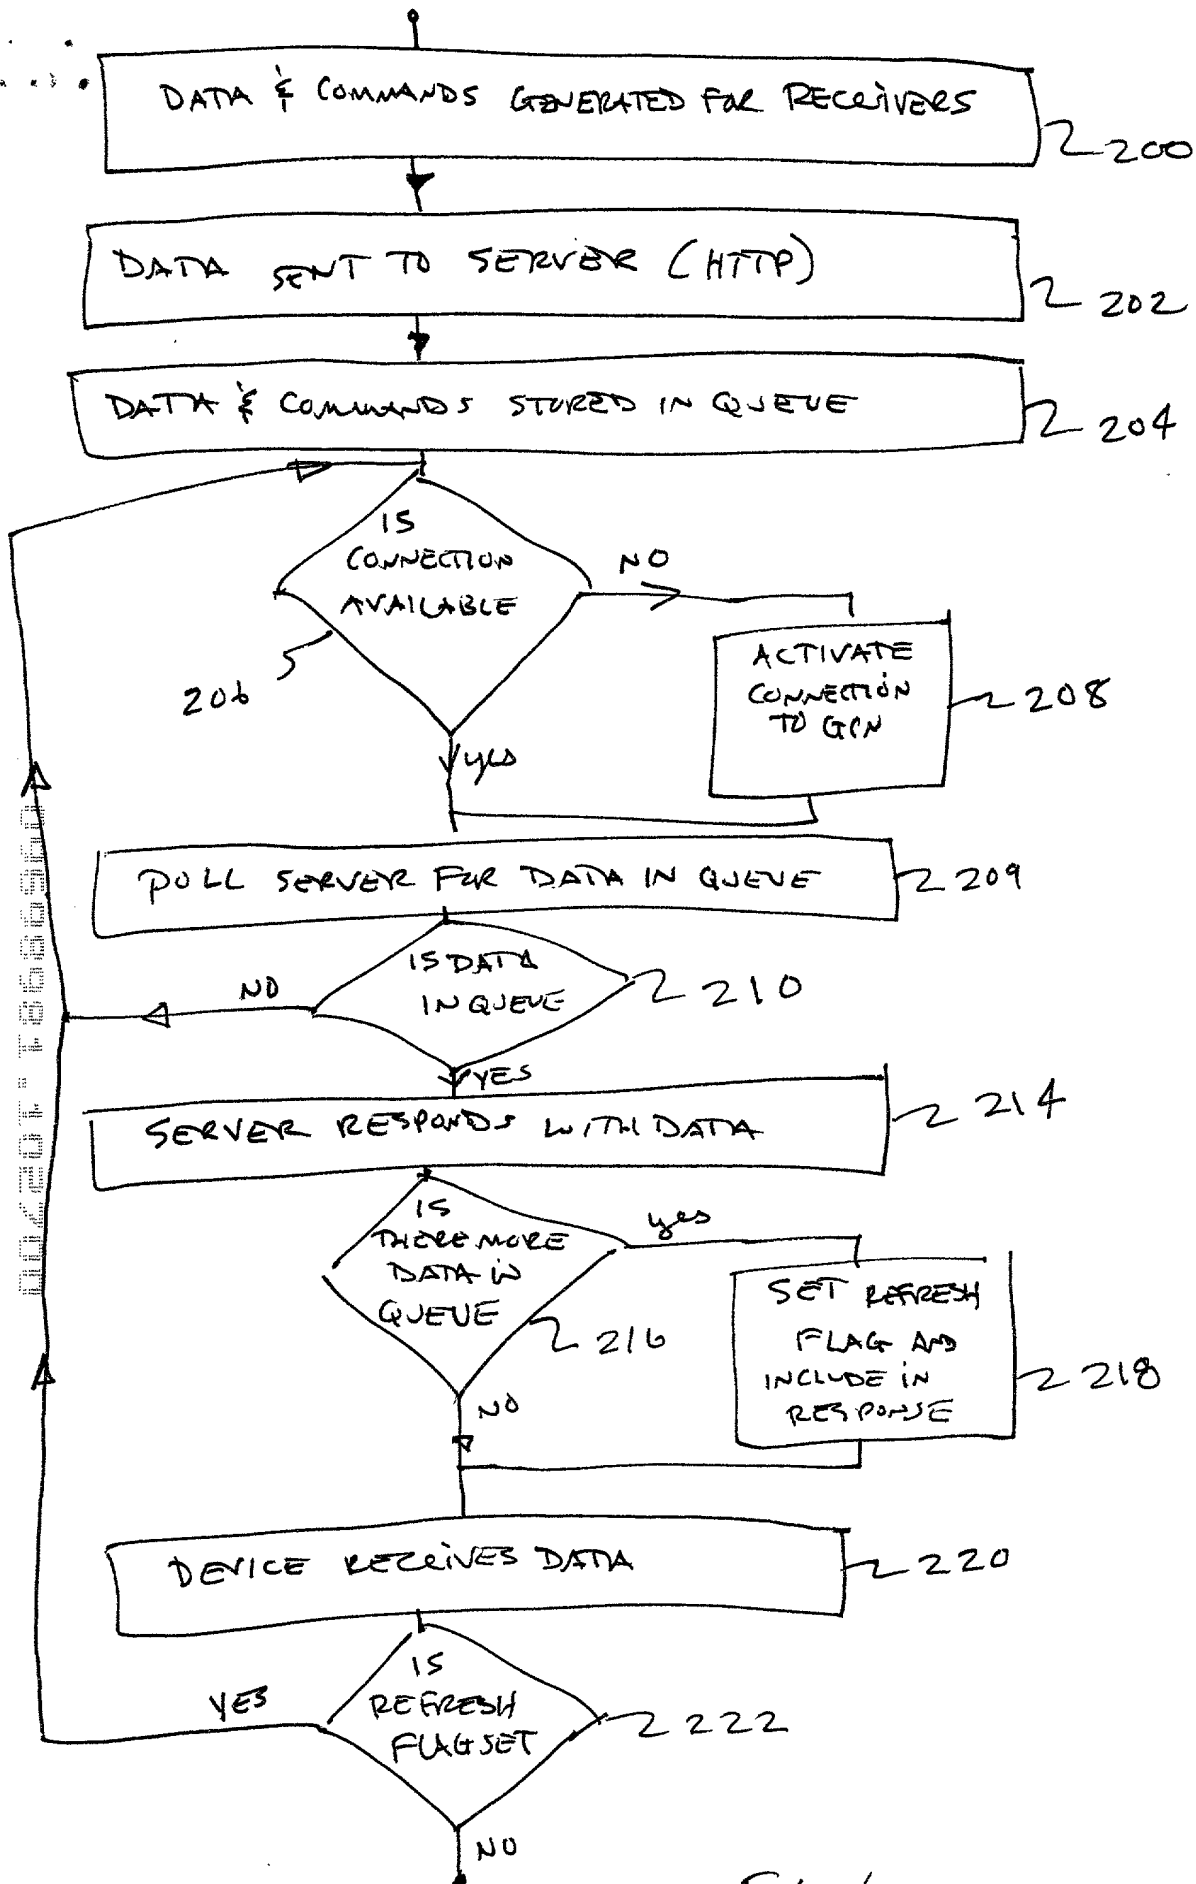 DATA & COMMANDS GENERATED FOR RECEIVERS
200
DATA SENT TO SERVER (HTTP)
202
DATA & COMMANDS STORED IN QUEUE
204
IS
CONNECTION
AVAILABLE
NO
206
ACTIVATE
CONNECTION
TO GCN
208
yes
POLL SERVER FOR DATA IN QUEUE
209
IS DATA
IN QUEUE
NO
210
YES
SERVER RESPONDS WITH DATA
214
IS
THERE MORE
DATA IN
QUEUE
yes
216
SET REFRESH
FLAG AND
INCLUDE IN
RESPONSE
218
NO
DEVICE RECEIVES DATA
220
IS
REFRESH
FLAG SET
YES
222
NO